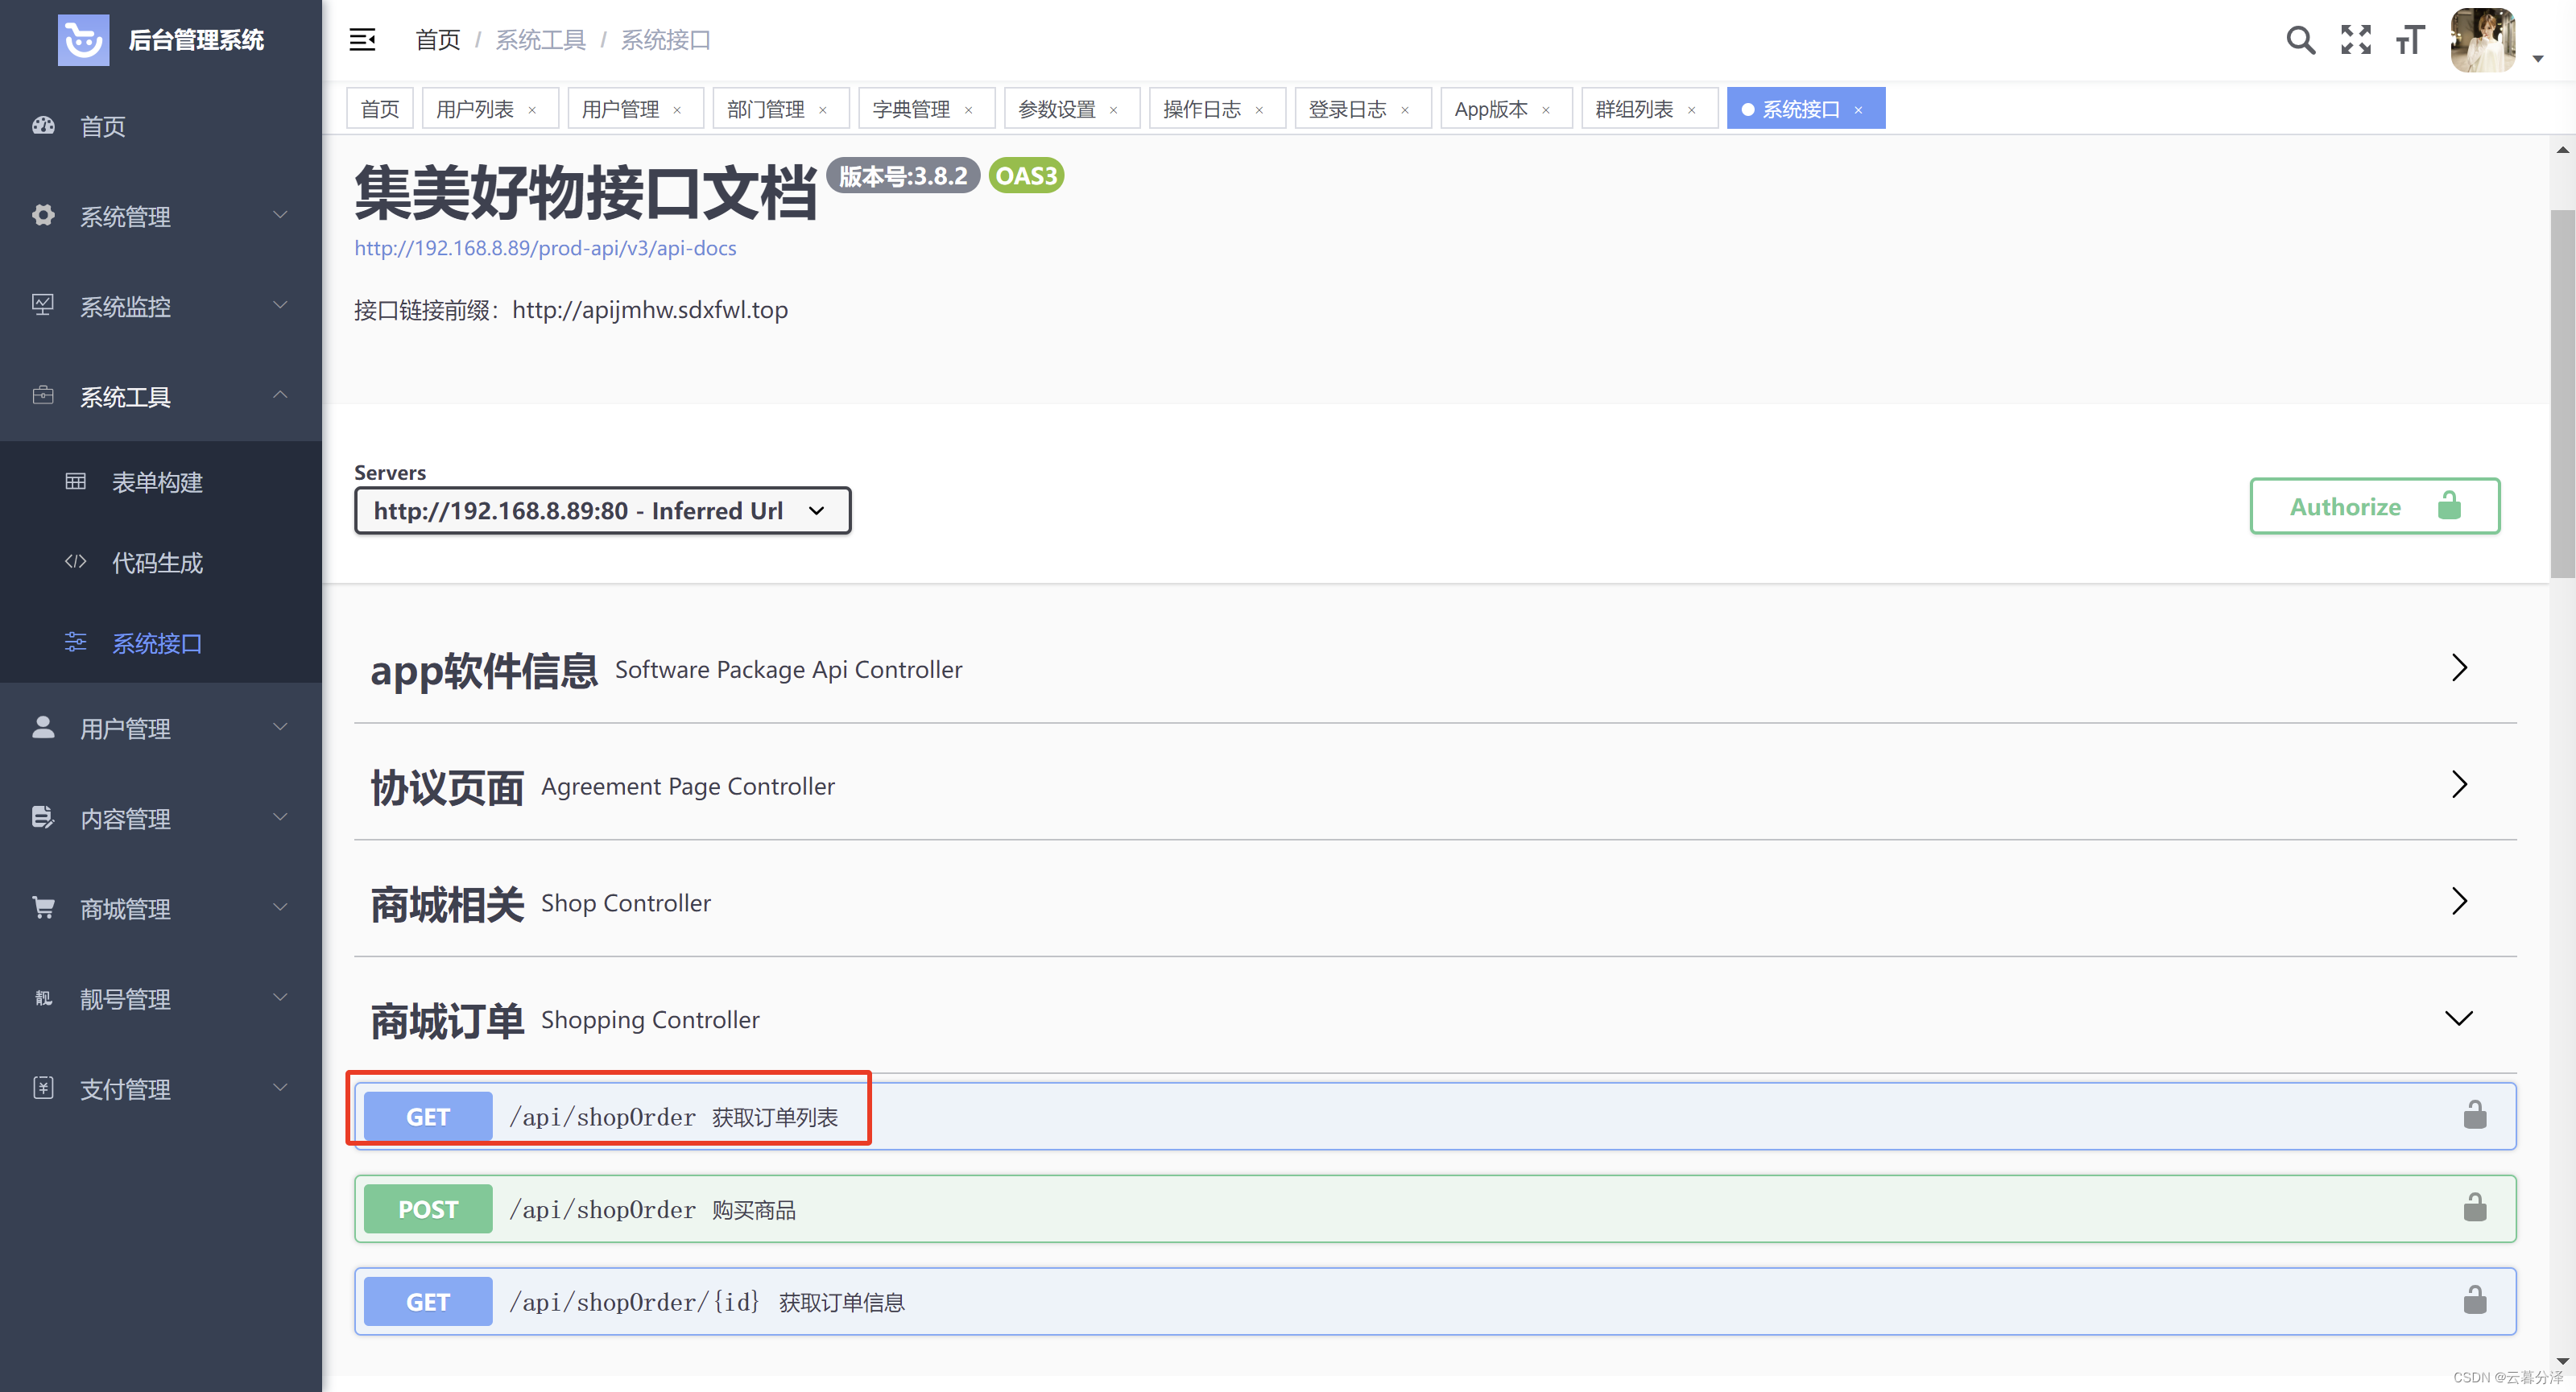 后台管理系统
首页 / 系统工具 / 系统接口
首页
系统管理
系统监控
系统工具
表单构建
代码生成
系统接口
用户管理
内容管理
商城管理
靓号管理
支付管理
首页 用户列表 × 用户管理 × 部门管理 × 字典管理 × 参数设置 × 操作日志 × 登录日志 × App版本 × 群组列表 × 系统接口 ×
集美好物接口文档 版本号:3.8.2 OAS3
http://192.168.8.89/prod-api/v3/api-docs
接口链接前缀：http://apijmhw.sdxfwl.top
Servers
http://192.168.8.89:80 - Inferred Url
Authorize
app软件信息 Software Package Api Controller
协议页面 Agreement Page Controller
商城相关 Shop Controller
商城订单 Shopping Controller
GET /api/shopOrder 获取订单列表
POST /api/shopOrder 购买商品
GET /api/shopOrder/{id} 获取订单信息
CSDN @云暮分泽